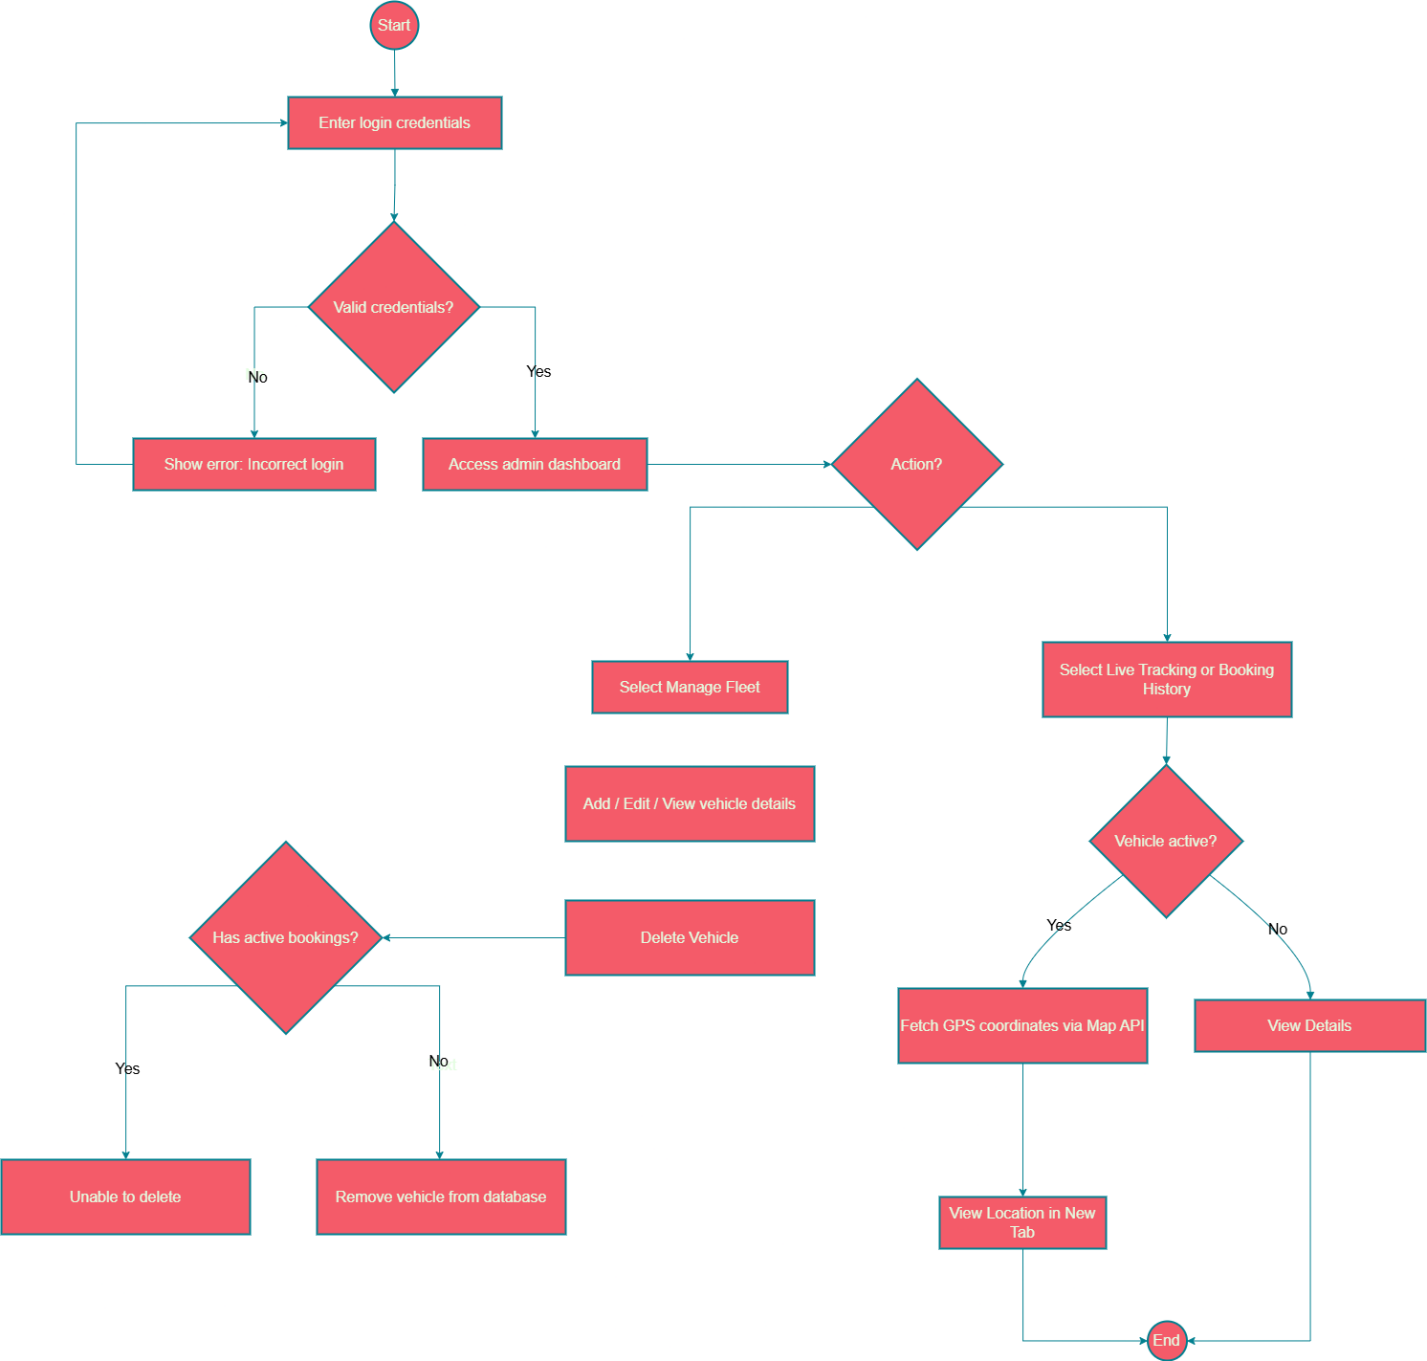 Start
Enter login credentials
Valid credentials?
No
Yes
Show error: Incorrect login
Access admin dashboard
Action?
Select Manage Fleet
Select Live Tracking or Booking
History
Add / Edit / View vehicle details
Vehicle active?
Has active bookings?
Delete Vehicle
Yes
No
Fetch GPS coordinates via Map API
View Details
Yes
No
Unable to delete
Remove vehicle from database
View Location in New
Tab
End